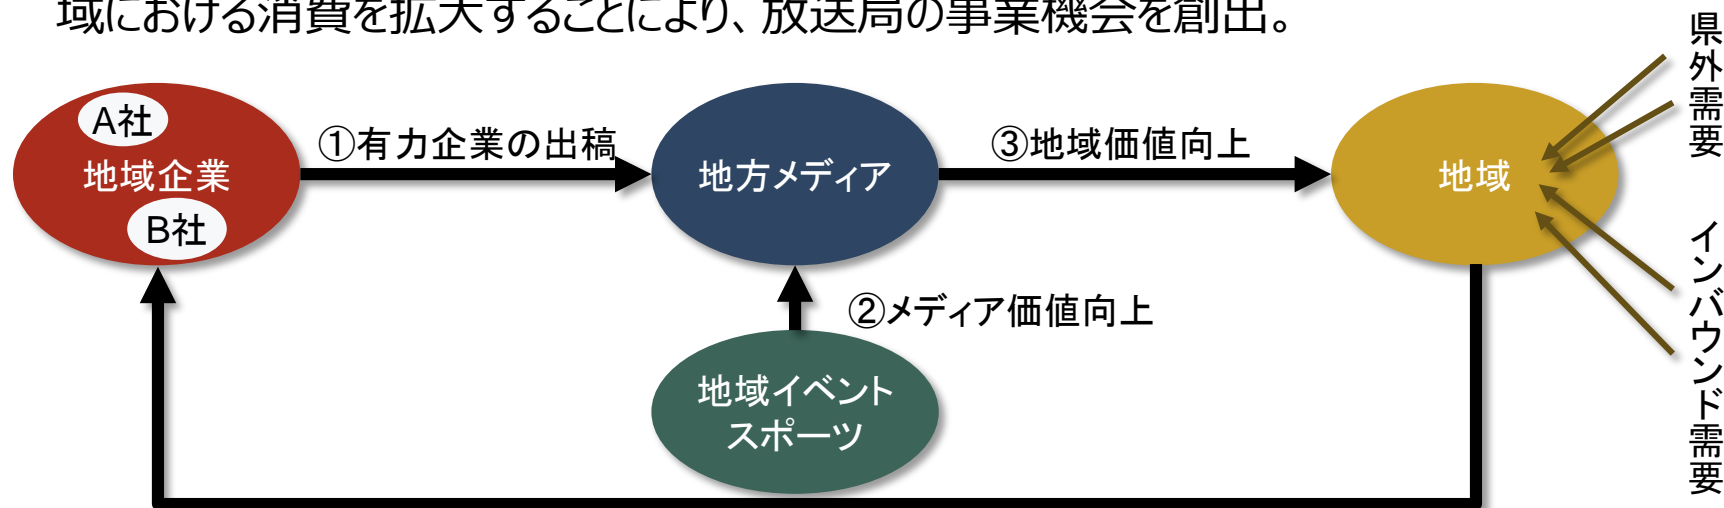 域における消費を拡大することにより、放送局の事業機会を創出。
A社
地域企業
B社
①有力企業の出稿
地方メディア
③地域価値向上
地域
県外需要
インバウンド需要
②メディア価値向上
地域イベント
スポーツ